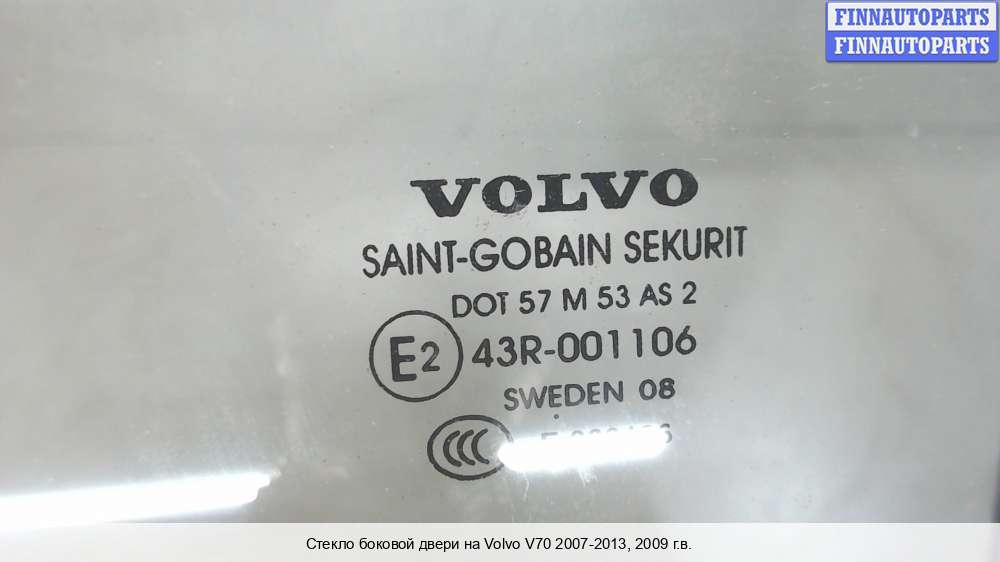 FINNAUTOPARTS
FINNAUTOPARTS
VOLVO
SAINT-GOBAIN SEKURIT
DOT 57 M 53 AS 2
E2 43R-001106
SWEDEN 08
CCC
Стекло боковой двери на Volvo V70 2007-2013, 2009 г.в.